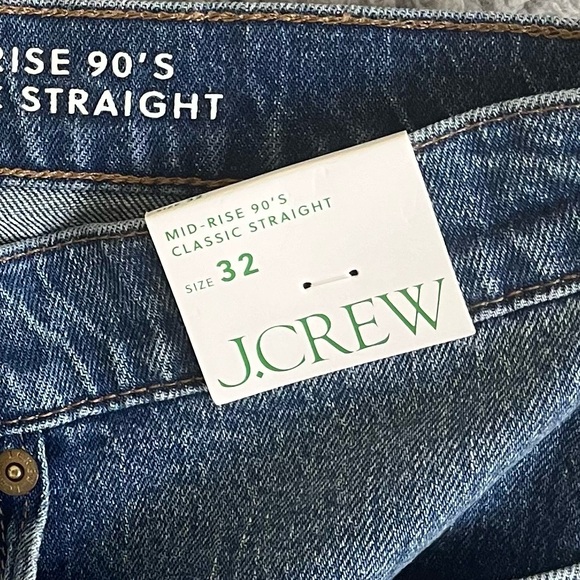 RISE 90'S
STRAIGHT
MID-RISE 90'S
CLASSIC STRAIGHT
SIZE 32
J.CREW